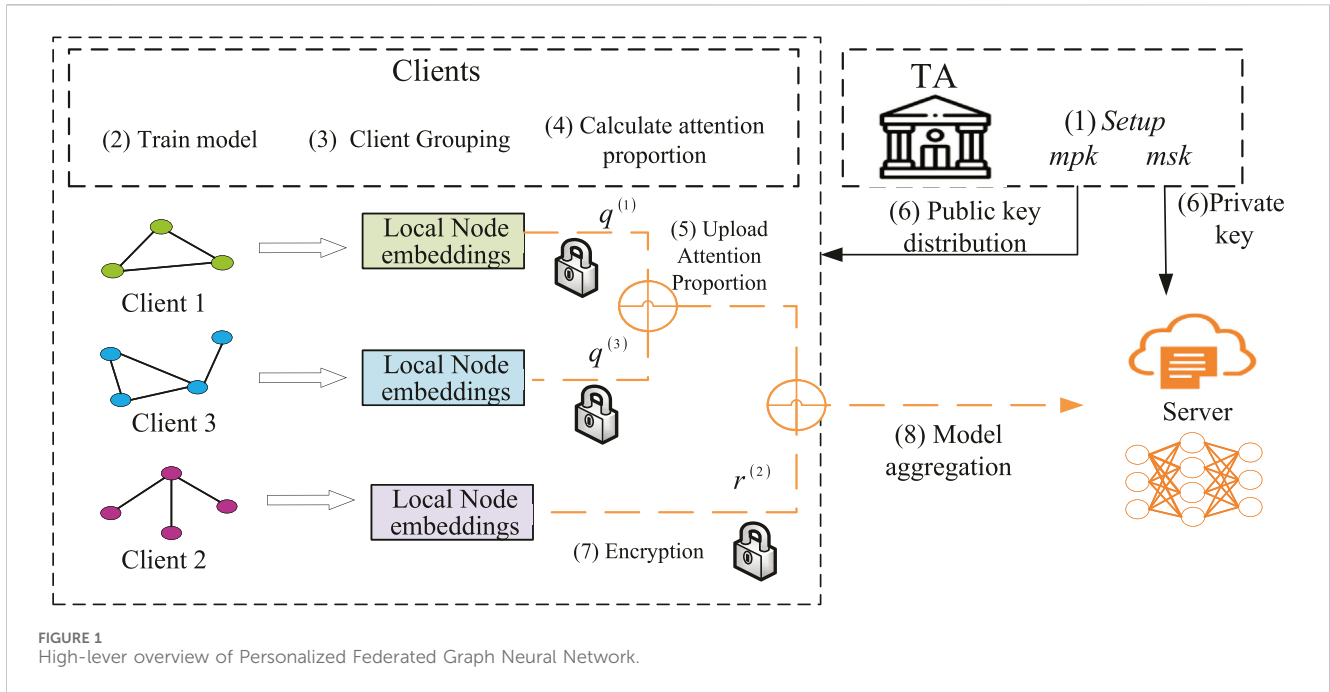 Clients
(2) Train model
(3) Client Grouping
(4) Calculate attention
proportion
TA
(1) Setup
mpk msk
(6) Public key
distribution
(6)Private
key
Local Node
embeddings
q(1)
(5) Upload
Attention
Proportion
Client 1
Local Node
embeddings
q(3)
Client 3
Server
(8) Model
aggregation
Local Node
embeddings
r(2)
(7) Encryption
Client 2
FIGURE 1
High-lever overview of Personalized Federated Graph Neural Network.